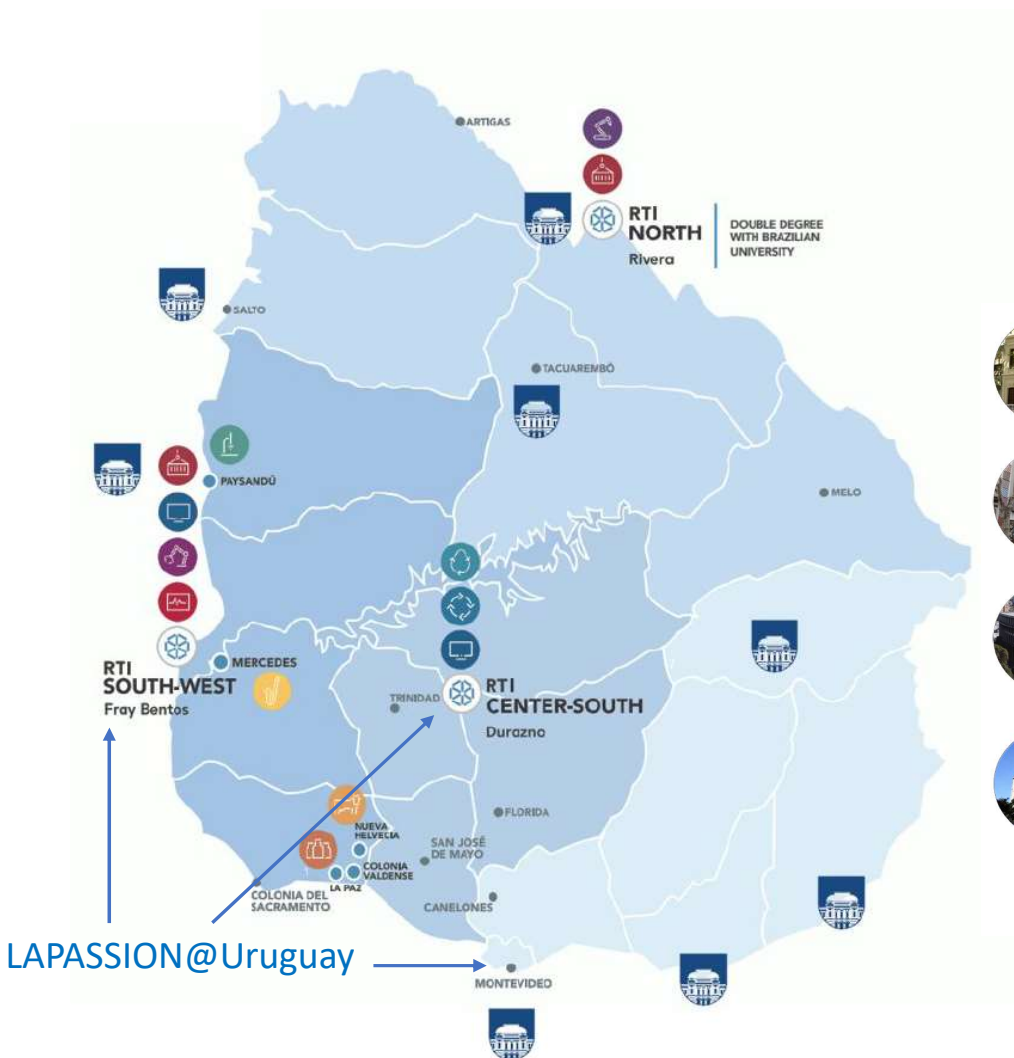 ARTIGAS
RTI
NORTH
Rivera
DOUBLE DEGREE
WITH BRAZILIAN
UNIVERSITY
SALTO
TACUAREMBÓ
PAYSANDÚ
MELO
MERCEDES
RTI
SOUTH-WEST
Fray Bentos
TRINIDAD
RTI
CENTER-SOUTH
Durazno
FLORIDA
NUEVA
HELVECIA
SAN JOSÉ
DE MAYO
COLONIA
VALDENSE
LA PAZ
COLONIA DEL
SACRAMENTO
CANELONES
LAPASSION@Uruguay
MONTEVIDEO